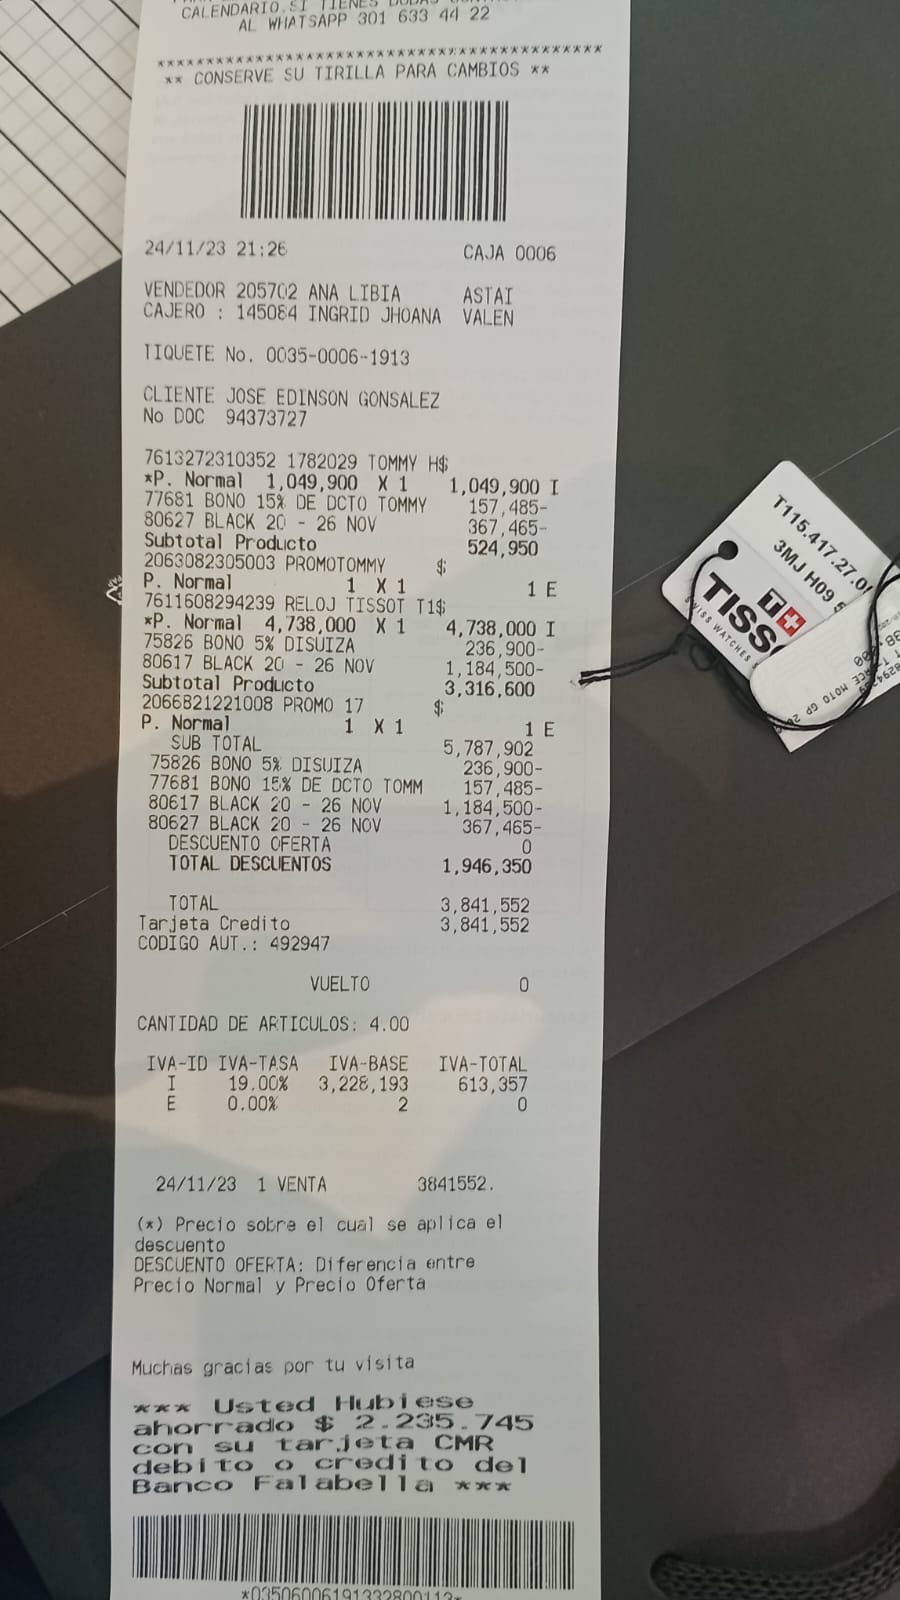 CALENDARIO.SI TIENES DUDAS
AL WHATSAPP 301 633 44 22
*********************************************
** CONSERVE SU TIRILLA PARA CAMBIOS **
24/11/23 21:26 CAJA 0006
VENDEDOR 205702 ANA LIBIA ASTAI
CAJERO : 145084 INGRID JHOANA VALEN
TIQUETE No. 0035-0006-1913
CLIENTE JOSE EDINSON GONSALEZ
No DOC 94373727
7613272310352 1782029 TOMMY H$
*P. Normal 1,049,900 X 1 1,049,900 I
77681 BONO 15% DE DCTO TOMMY 157,485-
80627 BLACK 20 - 26 NOV 367,465-
Subtotal Producto 524,950
2063082305003 PROMOTOMMY $
P. Normal 1 X 1 1 E
7611608294239 RELOJ TISSOT T1$
*P. Normal 4,738,000 X 1 4,738,000 I
75826 BONO 5% DISUIZA 236,900-
80617 BLACK 20 - 26 NOV 1,184,500-
Subtotal Producto 3,316,600
2066821221008 PROMO 17 $
P. Normal 1 X 1 1 E
SUB TOTAL 5,787,902
75826 BONO 5% DISUIZA 236,900-
77681 BONO 15% DE DCTO TOMM 157,485-
80617 BLACK 20 - 26 NOV 1,184,500-
80627 BLACK 20 - 26 NOV 367,465-
DESCUENTO OFERTA 0
TOTAL DESCUENTOS 1,946,350
TOTAL 3,841,552
Tarjeta Credito 3,841,552
CODIGO AUT.: 492947
VUELTO 0
CANTIDAD DE ARTICULOS: 4.00
IVA-ID IVA-TASA IVA-BASE IVA-TOTAL
I 19.00% 3,228,193 613,357
E 0.00% 2 0
24/11/23 1 VENTA 3841552.
(*) Precio sobre el cual se aplica el
descuento
DESCUENTO OFERTA: Diferencia entre
Precio Normal y Precio Oferta
Muchas gracias por tu visita
*** Usted Hubiese
ahorrado $ 2.235.745
con su tarjeta CMR
debito o credito del
Banco Falabella ***
T115.417.27.0
3MJ H09
TISS
SWISS WATCHES
MOTO GP